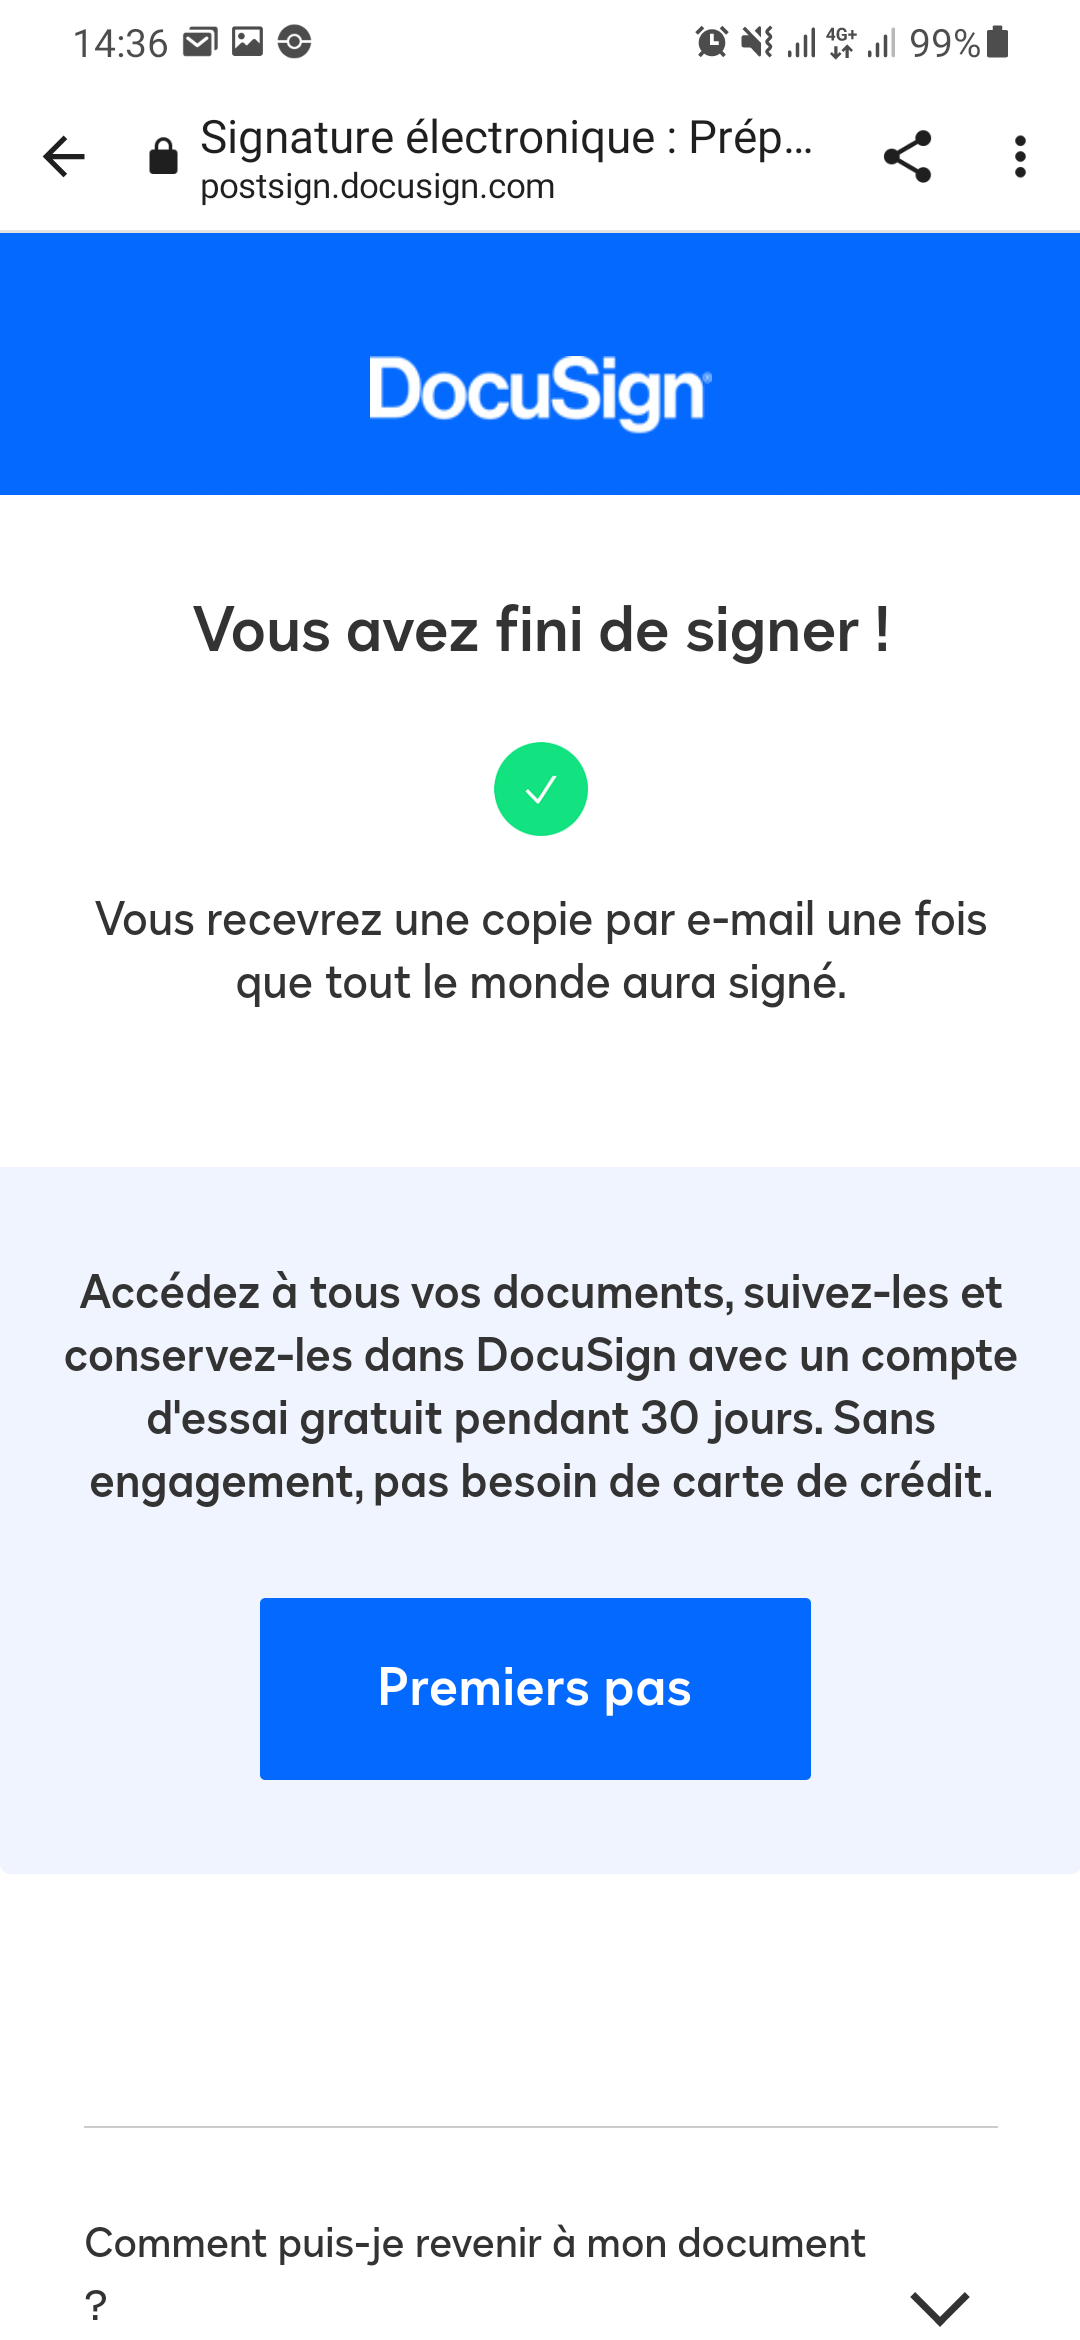 14:36
4G+
99%
Signature électronique : Prép...
postsign.docusign.com
DocuSign®
Vous avez fini de signer !
Vous recevrez une copie par e-mail une fois
que tout le monde aura signé.
Accédez à tous vos documents, suivez-les et
conservez-les dans DocuSign avec un compte
d'essai gratuit pendant 30 jours. Sans
engagement, pas besoin de carte de crédit.
Premiers pas
Comment puis-je revenir à mon document
?